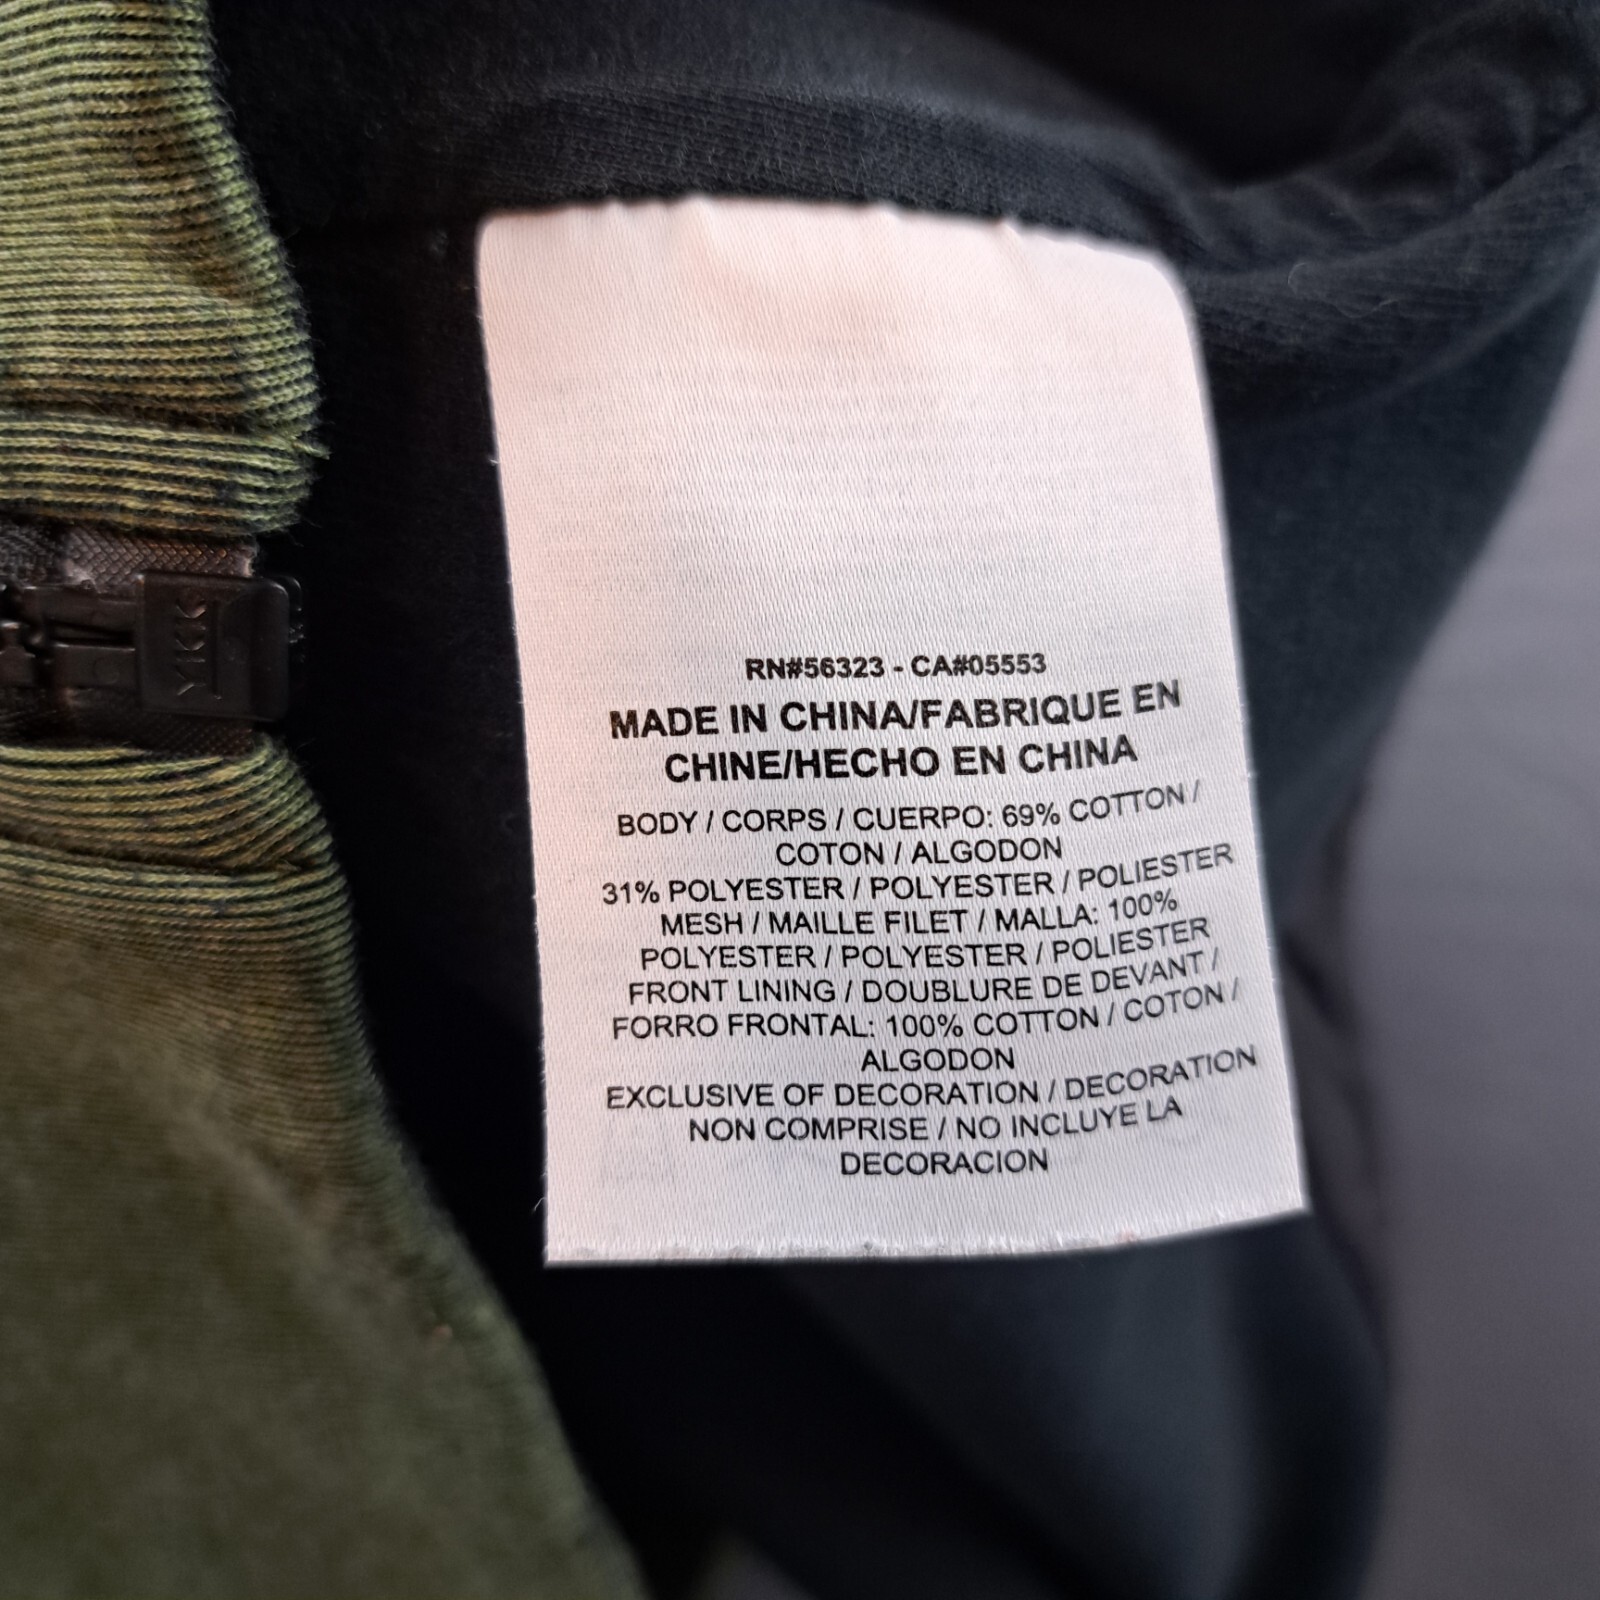 YKK
RN#56323 - CA#05553
MADE IN CHINA/FABRIQUE EN
CHINE/HECHO EN CHINA
BODY / CORPS / CUERPO: 69% COTTON /
COTON / ALGODON
31% POLYESTER / POLYESTER / POLIESTER
MESH / MAILLE FILET / MALLA: 100%
POLYESTER / POLYESTER / POLIESTER
FRONT LINING / DOUBLURE DE DEVANT /
FORRO FRONTAL: 100% COTTON / COTON /
ALGODON
EXCLUSIVE OF DECORATION / DECORATION
NON COMPRISE / NO INCLUYE LA
DECORACION